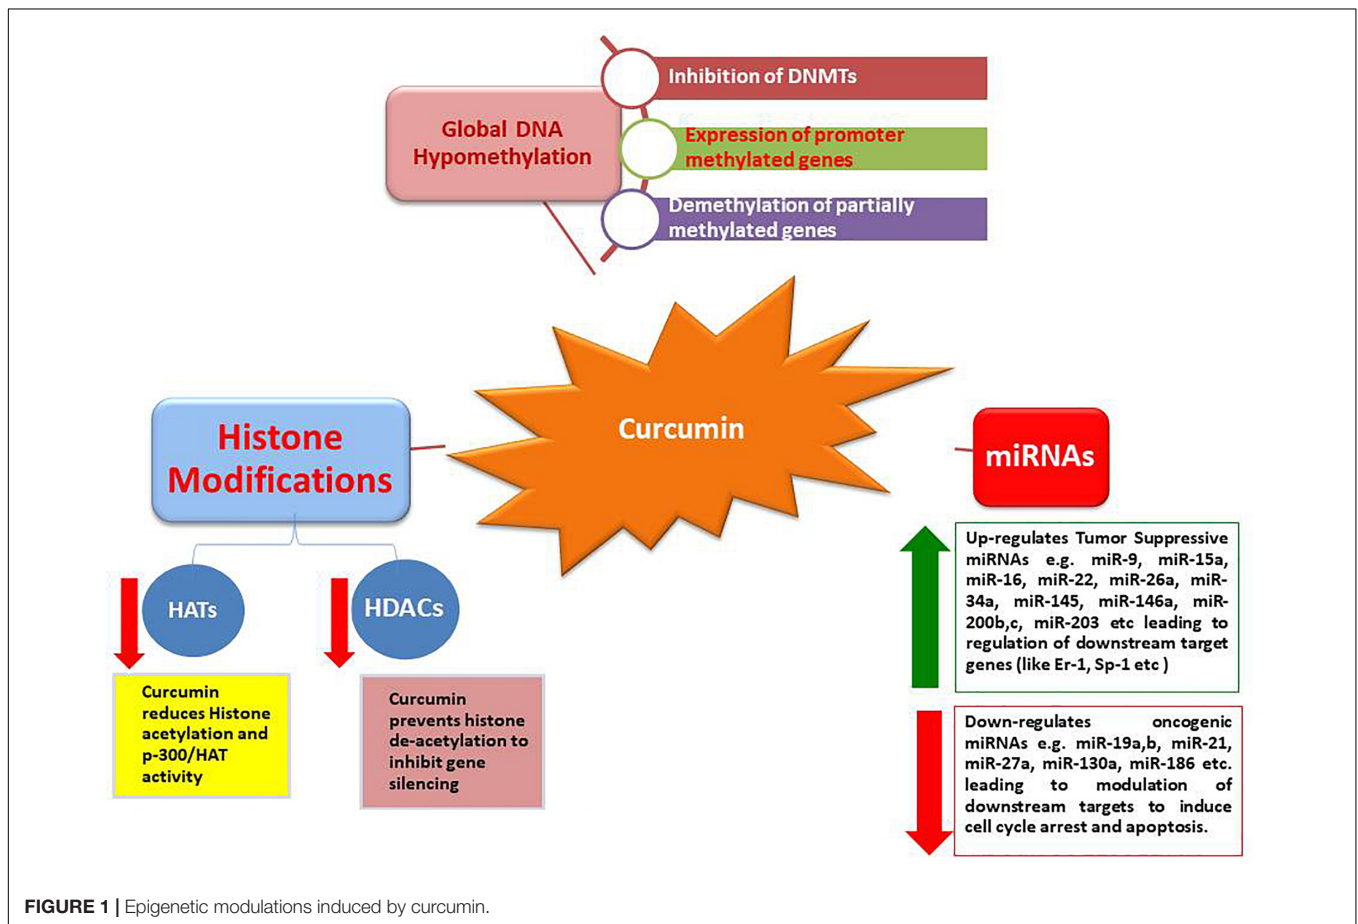 Inhibition of DNMTs
Global DNA
Hypomethylation
Expression of promoter
methylated genes
Demethylation of partially
methylated genes
Curcumin
Histone
Modifications
miRNAs
HATs
HDACs
Curcumin
reduces Histone
acetylation and
p-300/HAT
activity
Curcumin
prevents histone
de-acetylation to
inhibit gene
silencing
Up-regulates Tumor Suppressive
miRNAs e.g. miR-9, miR-15a,
miR-16, miR-22, miR-26a, miR-
34a, miR-145, miR-146a, miR-
200b,c, miR-203 etc leading to
regulation of downstream target
genes (like Er-1, Sp-1 etc )
Down-regulates oncogenic
miRNAs e.g. miR-19a,b, miR-21,
miR-27a, miR-130a, miR-186 etc.
leading to modulation of
downstream targets to induce
cell cycle arrest and apoptosis.
FIGURE 1 | Epigenetic modulations induced by curcumin.